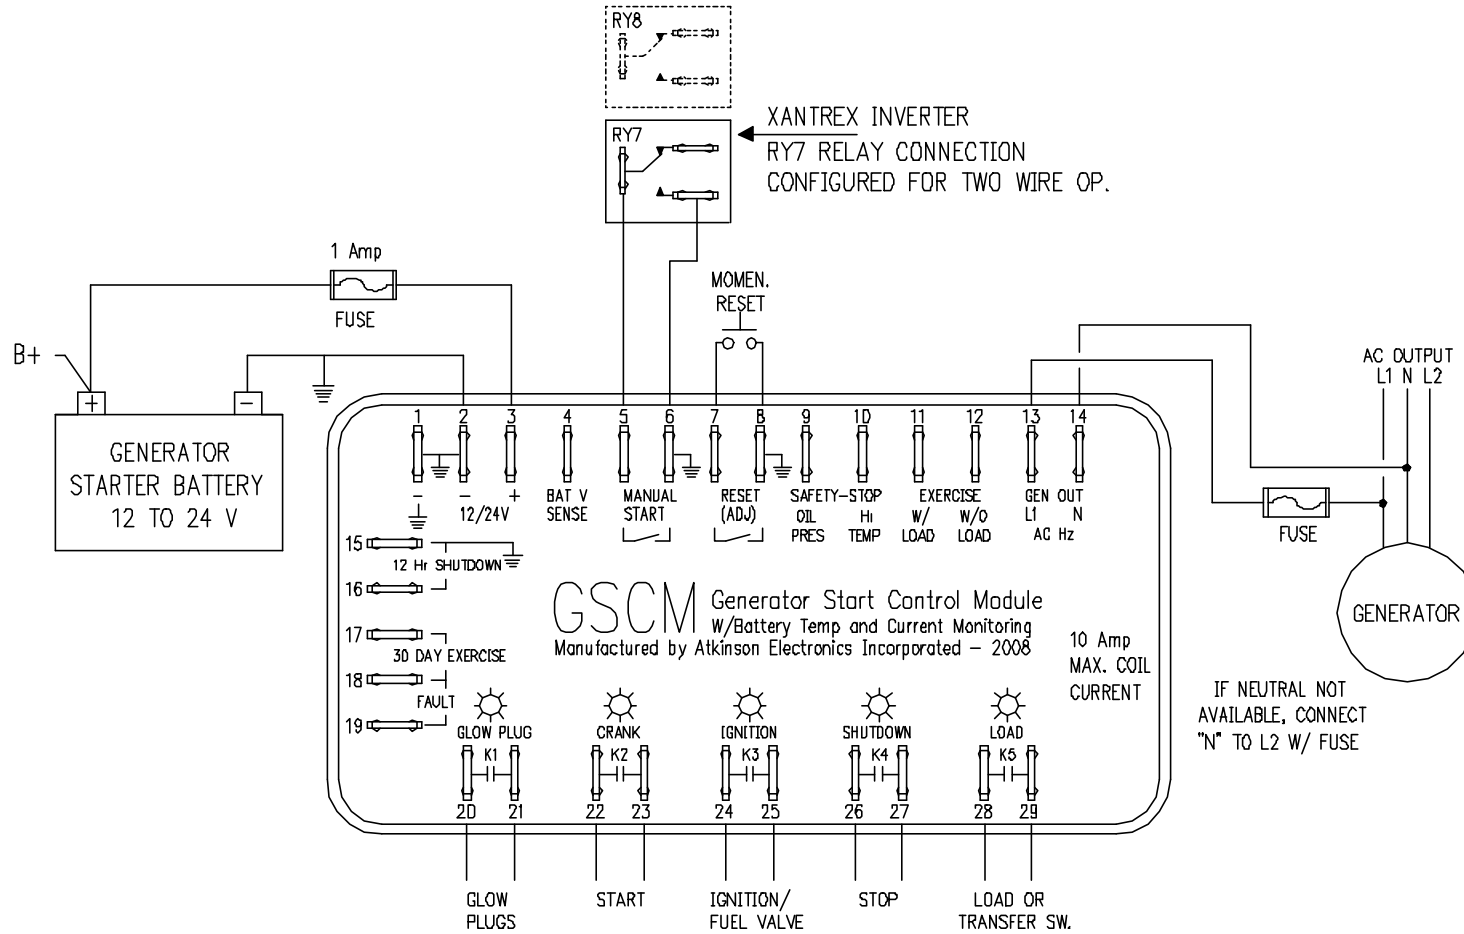 RY8
RY7
XANTREX INVERTER
RY7 RELAY CONNECTION
CONFIGURED FOR TWO WIRE OP.
1 Amp
FUSE
MOMEN.
RESET
B+
+
-
GENERATOR
STARTER BATTERY
12 TO 24 V
AC OUTPUT
L1 N L2
1 2 3 4 5 6 7 8 9 10 11 12 13 14
-
-
+
12/24V
BAT V
SENSE
MANUAL
START
RESET
(ADJ)
SAFETY-STOP
OIL
PRES
Hi
TEMP
EXERCISE
W/
LOAD
W/O
LOAD
GEN OUT
L1 N
AC Hz
FUSE
15
12 Hr SHUTDOWN
16
17
30 DAY EXERCISE
18
FAULT
19
GSCM Generator Start Control Module
W/Battery Temp and Current Monitoring
Manufactured by Atkinson Electronics Incorporated - 2008
10 Amp
MAX. COIL
CURRENT
GENERATOR
IF NEUTRAL NOT
AVAILABLE, CONNECT
"N" TO L2 W/ FUSE
GLOW PLUG
K1
CRANK
K2
IGNITION
K3
SHUTDOWN
K4
LOAD
K5
20 21 22 23 24 25 26 27 28 29
GLOW
PLUGS
START
IGNITION/
FUEL VALVE
STOP
LOAD OR
TRANSFER SW.